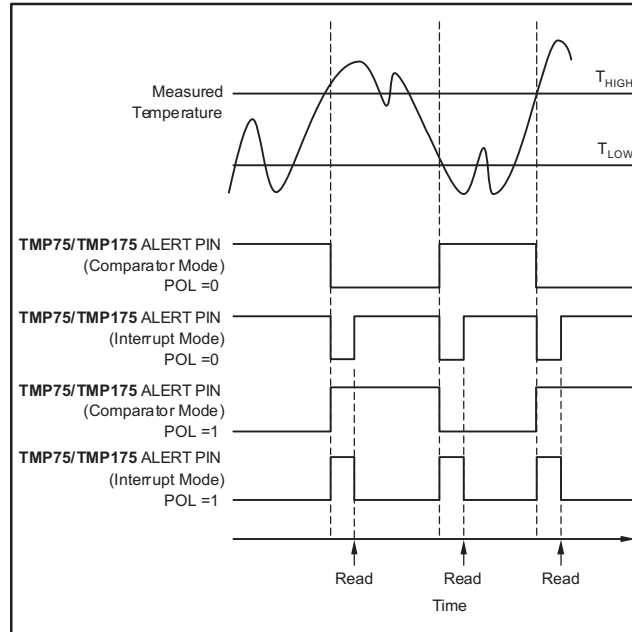 T_HIGH
Measured
Temperature
T_LOW
TMP75/TMP175 ALERT PIN
(Comparator Mode)
POL =0
TMP75/TMP175 ALERT PIN
(Interrupt Mode)
POL =0
TMP75/TMP175 ALERT PIN
(Comparator Mode)
POL =1
TMP75/TMP175 ALERT PIN
(Interrupt Mode)
POL =1
Read Read Read
Time